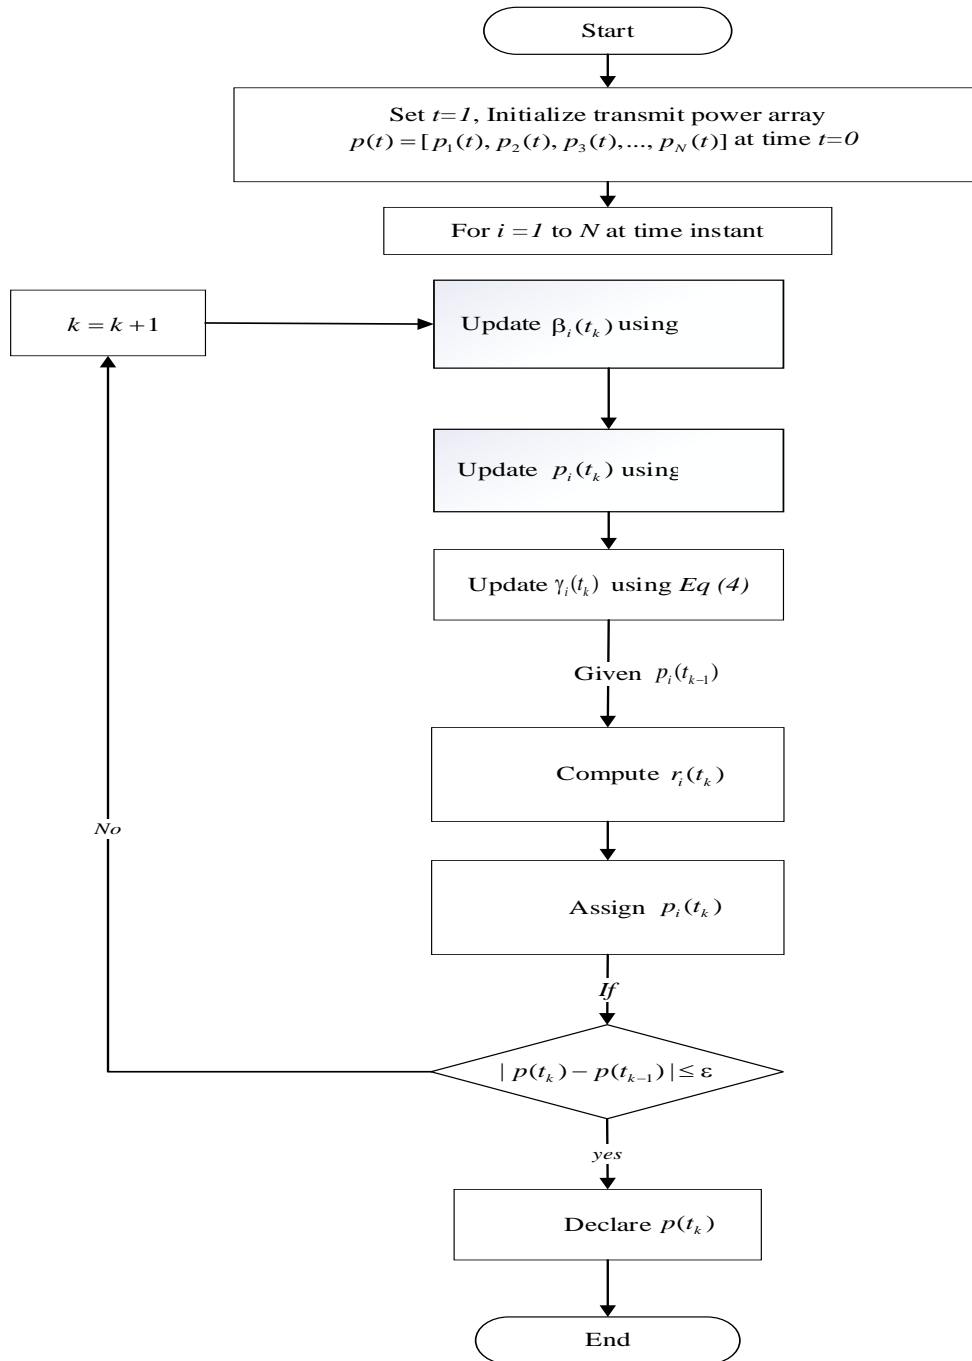 Start
Set t=1, Initialize transmit power array
p(t) = [p₁(t), p₂(t), p₃(t),..., p_N(t)] at time t=0
For i =1 to N at time instant
k = k +1
Update β_i(t_k) using
Update p_i(t_k) using
Update γ_i(t_k) using Eq (4)
Given p_i(t_{k−1})
Compute r_i(t_k)
No
Assign p_i(t_k)
If
| p(t_k) − p(t_{k−1}) | ≤ ε
yes
Declare p(t_k)
End